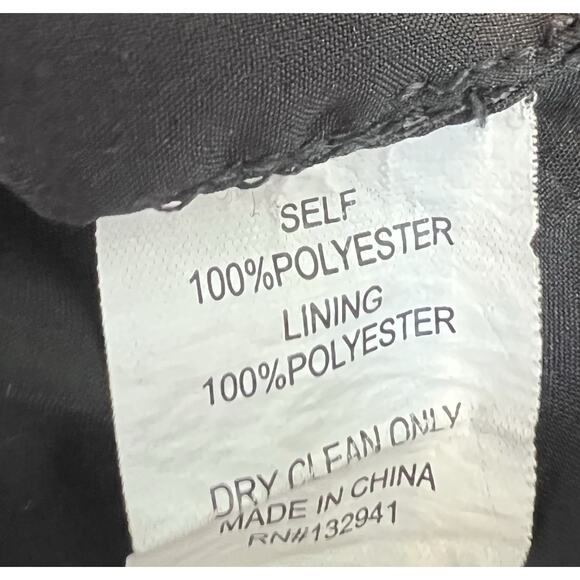 SELF
100%POLYESTER
LINING
100%POLYESTER
DRY CLEAN ONLY
MADE IN CHINA
RN#132941